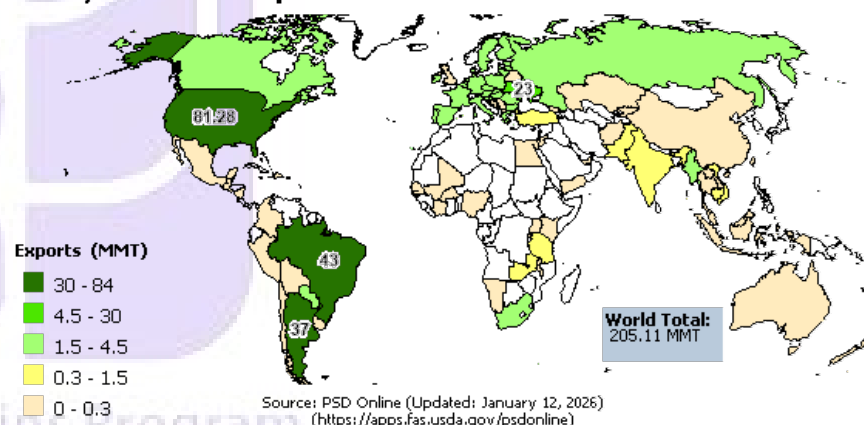 81.28
23
43
37
Exports (MMT)
30 - 84
4.5 - 30
1.5 - 4.5
0.3 - 1.5
0 - 0.3
World Total:
205.11 MMT
Source: PSD Online (Updated: January 12, 2026)
(https://apps.fas.usda.gov/psdonline)